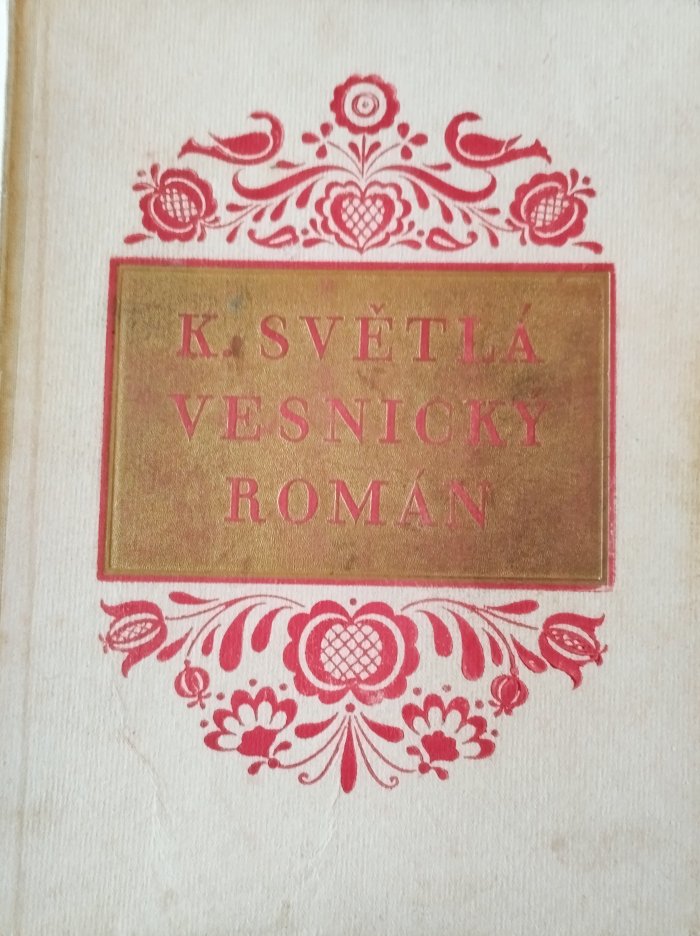 K. SVĚTLÁ
VESNICKÝ
ROMÁN